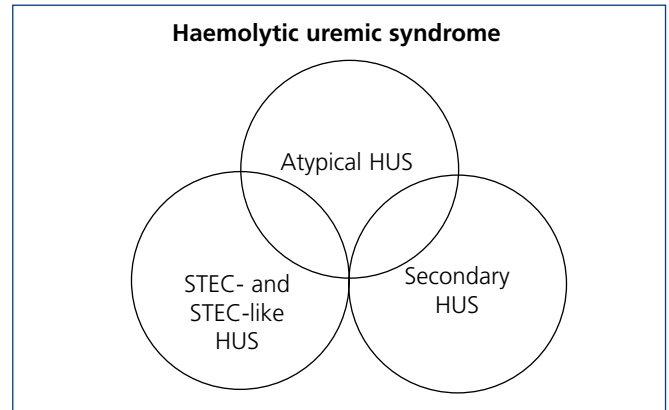 Haemolytic uremic syndrome
Atypical HUS
STEC- and
STEC-like
HUS
Secondary
HUS